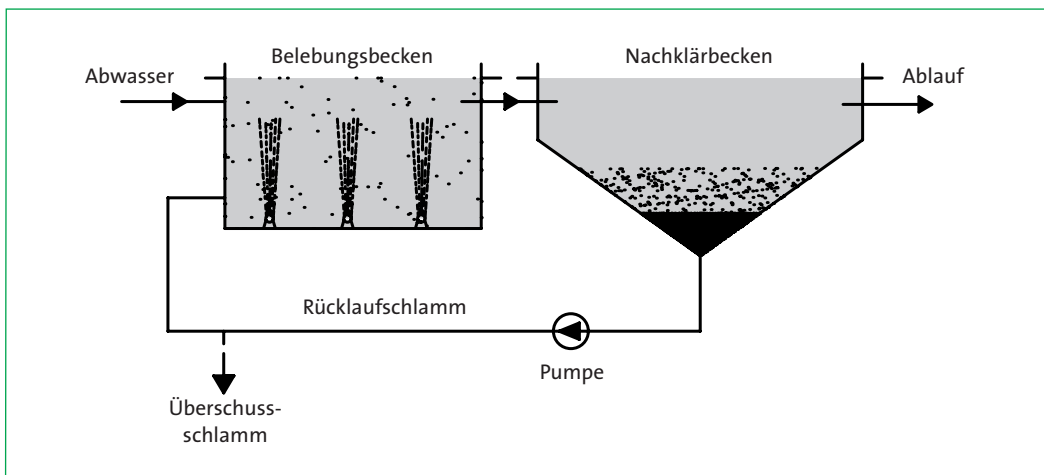 Belebungsbecken
Nachklärbecken
Abwasser
Ablauf
Rücklaufschlamm
Pumpe
Überschuss-
schlamm